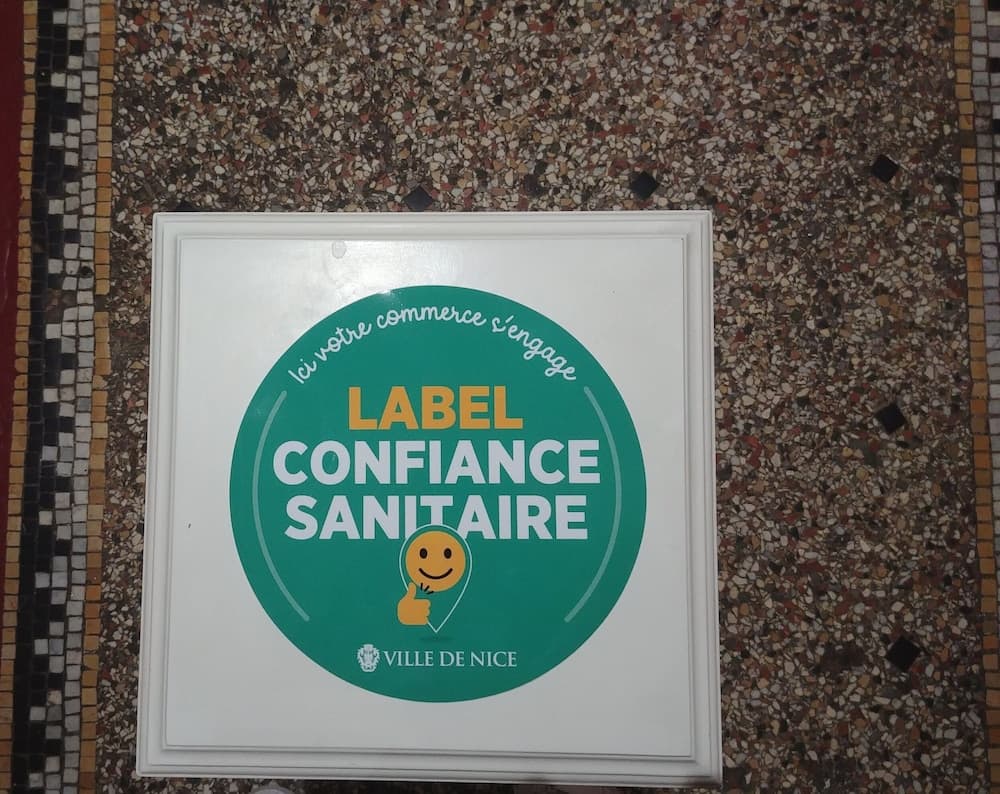 Ici votre commerce s'engage
LABEL
CONFIANCE
SANITAIRE
VILLE DE NICE